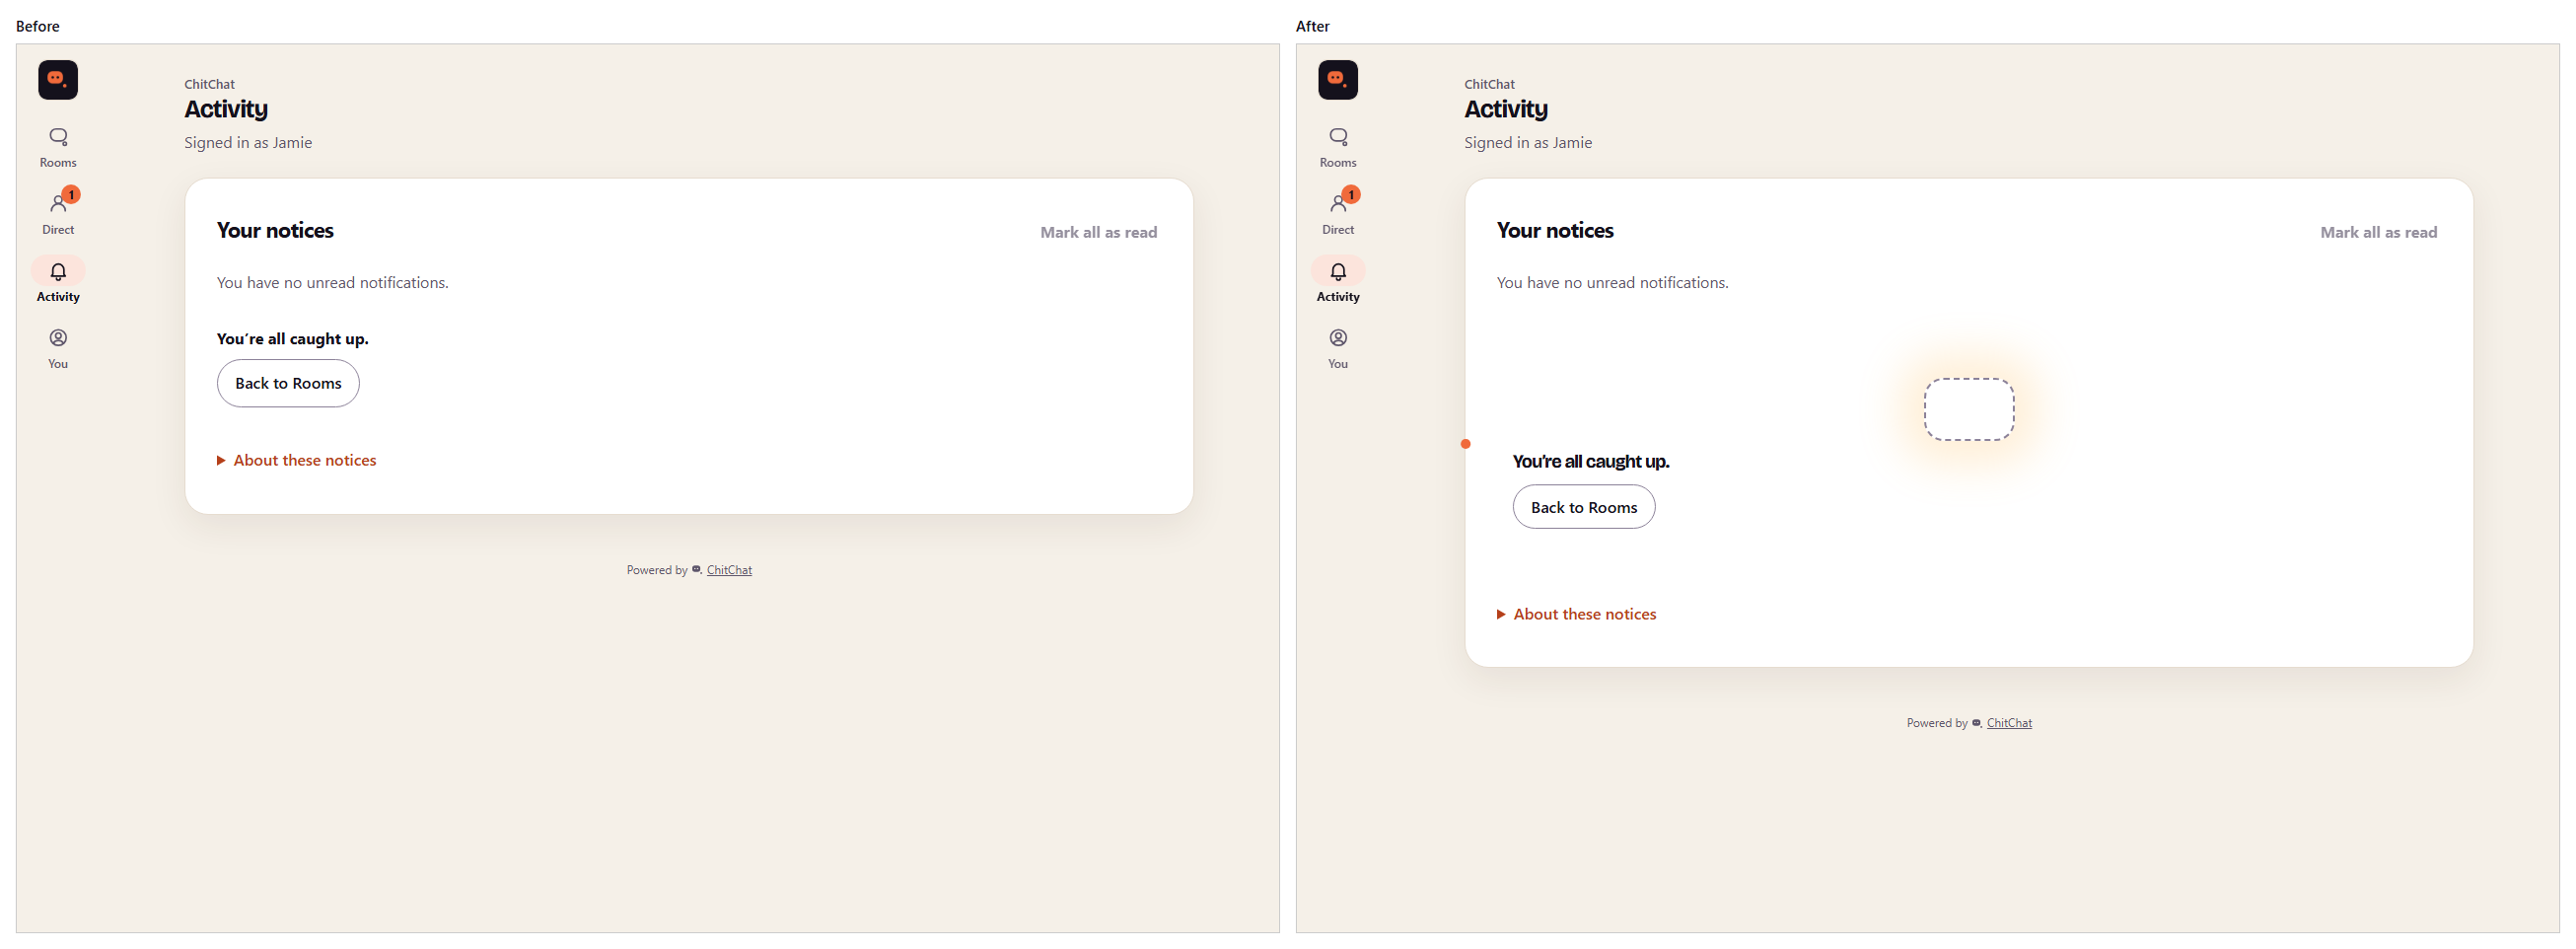 Before
ChitChat
Activity
Signed in as Jamie
Rooms
1
Direct
Activity
You
Your notices
Mark all as read
You have no unread notifications.
You're all caught up.
Back to Rooms
About these notices
Powered by ChitChat
After
ChitChat
Activity
Signed in as Jamie
Rooms
1
Direct
Activity
You
Your notices
Mark all as read
You have no unread notifications.
You're all caught up.
Back to Rooms
About these notices
Powered by ChitChat